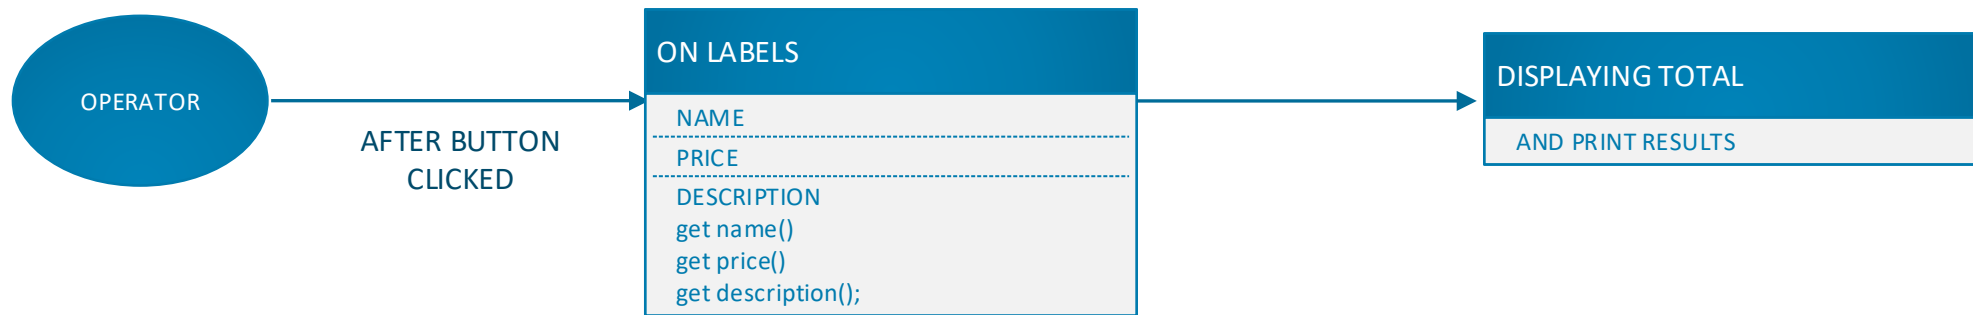 OPERATOR
AFTER BUTTON
CLICKED
ON LABELS
NAME
PRICE
DESCRIPTION
get name()
get price()
get description();
DISPLAYING TOTAL
AND PRINT RESULTS